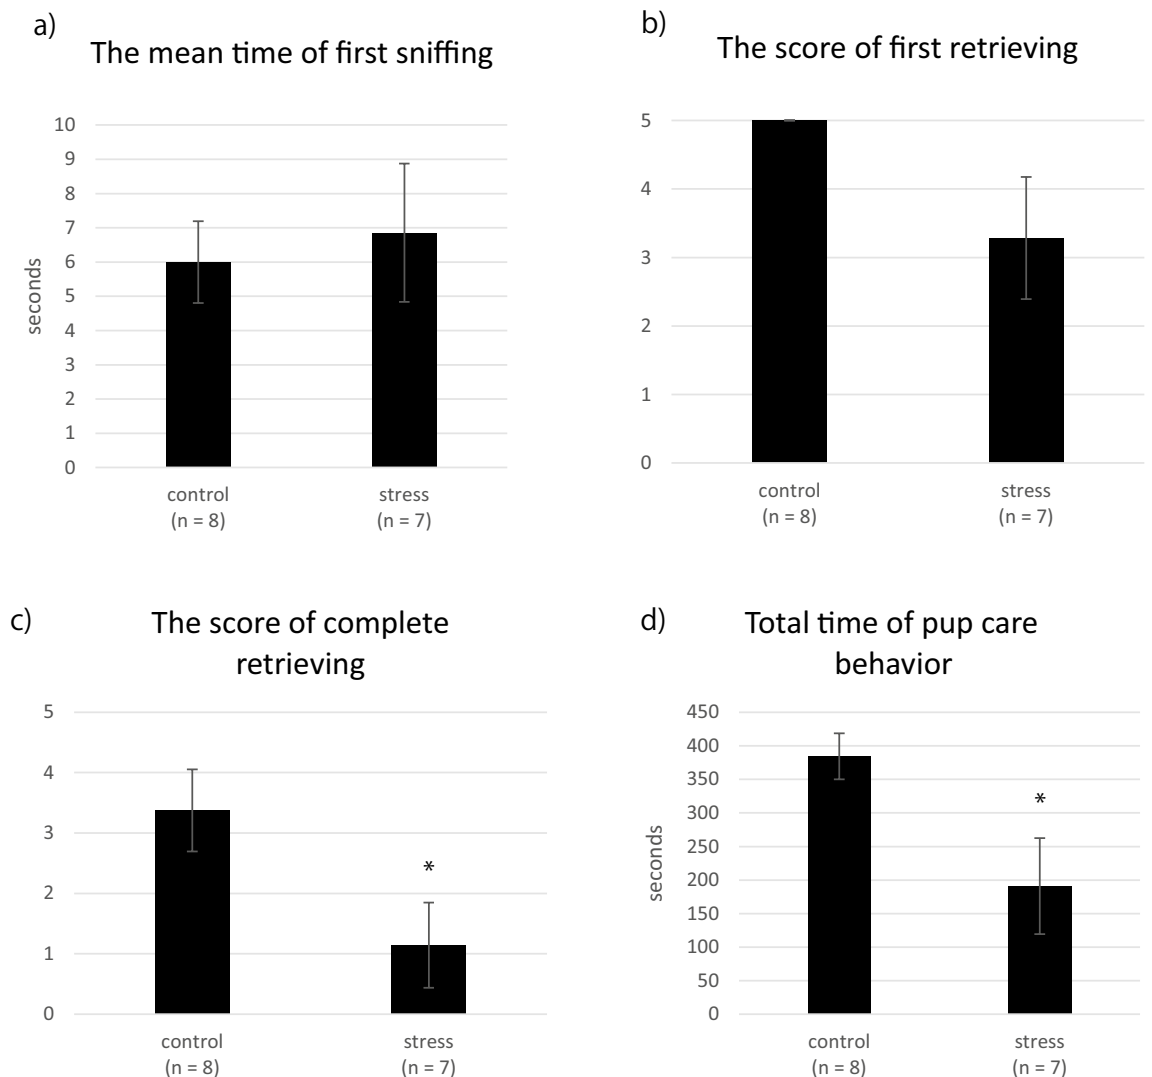 a)
The mean time of first sniffing
10
9
8
7
6
5
4
3
2
1
0
seconds
control
(n = 8)
stress
(n = 7)
b)
The score of first retrieving
5
4
3
2
1
0
control
(n = 8)
stress
(n = 7)
c)
The score of complete
retrieving
5
4
3
2
1
0
*
control
(n = 8)
stress
(n = 7)
d)
Total time of pup care
behavior
450
400
350
300
250
200
150
100
50
0
seconds
*
control
(n = 8)
stress
(n = 7)